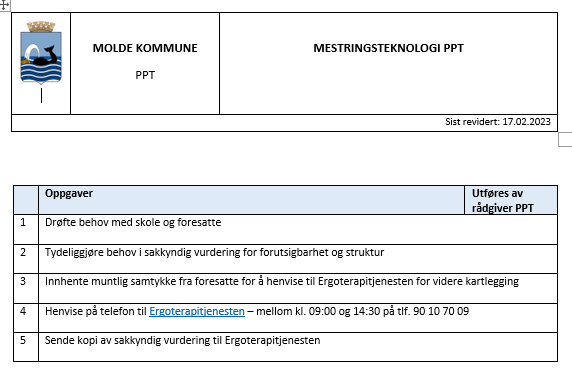 MOLDE KOMMUNE
PPT
MESTRINGSTEKNOLOGI PPT
Sist revidert: 17.02.2023
Oppgaver
Utføres av
rådgiver PPT
1 Drøfte behov med skole og foresatte
2 Tydeliggjøre behov i sakkyndig vurdering for forutsigbarhet og struktur
3 Innhente muntlig samtykke fra foresatte for å henvise til Ergoterapitjenesten for videre kartlegging
4 Henvise på telefon til Ergoterapitjenesten – mellom kl. 09:00 og 14:30 på tlf. 90 10 70 09
5 Sende kopi av sakkyndig vurdering til Ergoterapitjenesten